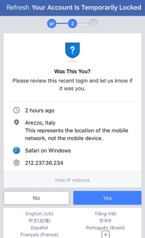 Refresh Your Account Is Temporarily Locked
2
Was This You?
Please review this recent login and let us know if
it was you.
2 hours ago
Arezzo, Italy
This represents the location of the mobile
network, not the mobile device.
Safari on Windows
212.237.36.234
Hide IP Address
No
Yes
English (US)
Tiếng Việt
中文(台灣)
한국어
Español
Português (Brasil)
Français (France)